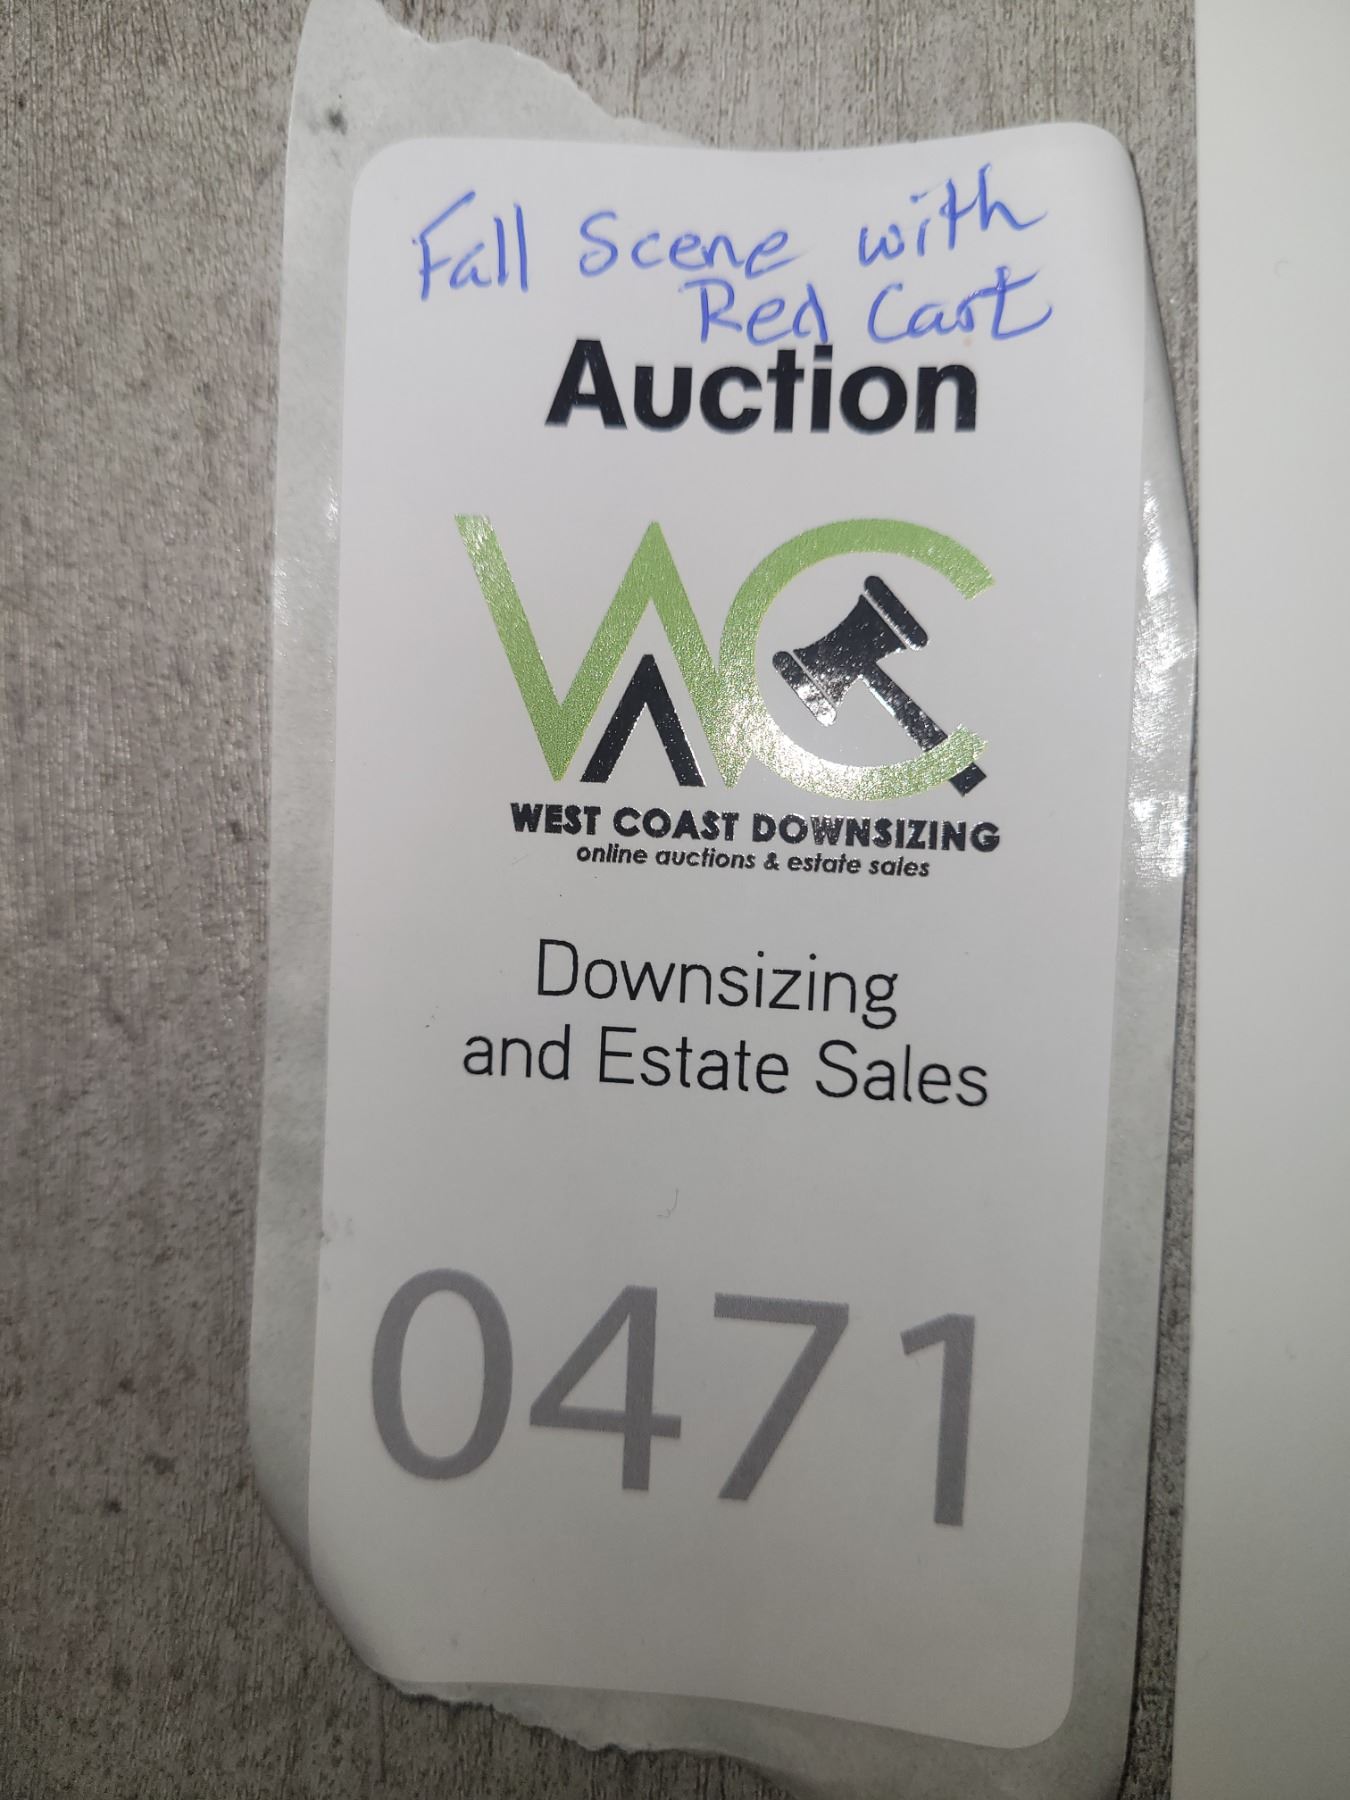 Fall Scene with
Red Cart
Auction
WC
WEST COAST DOWNSIZING
online auctions & estate sales
Downsizing
and Estate Sales
0471